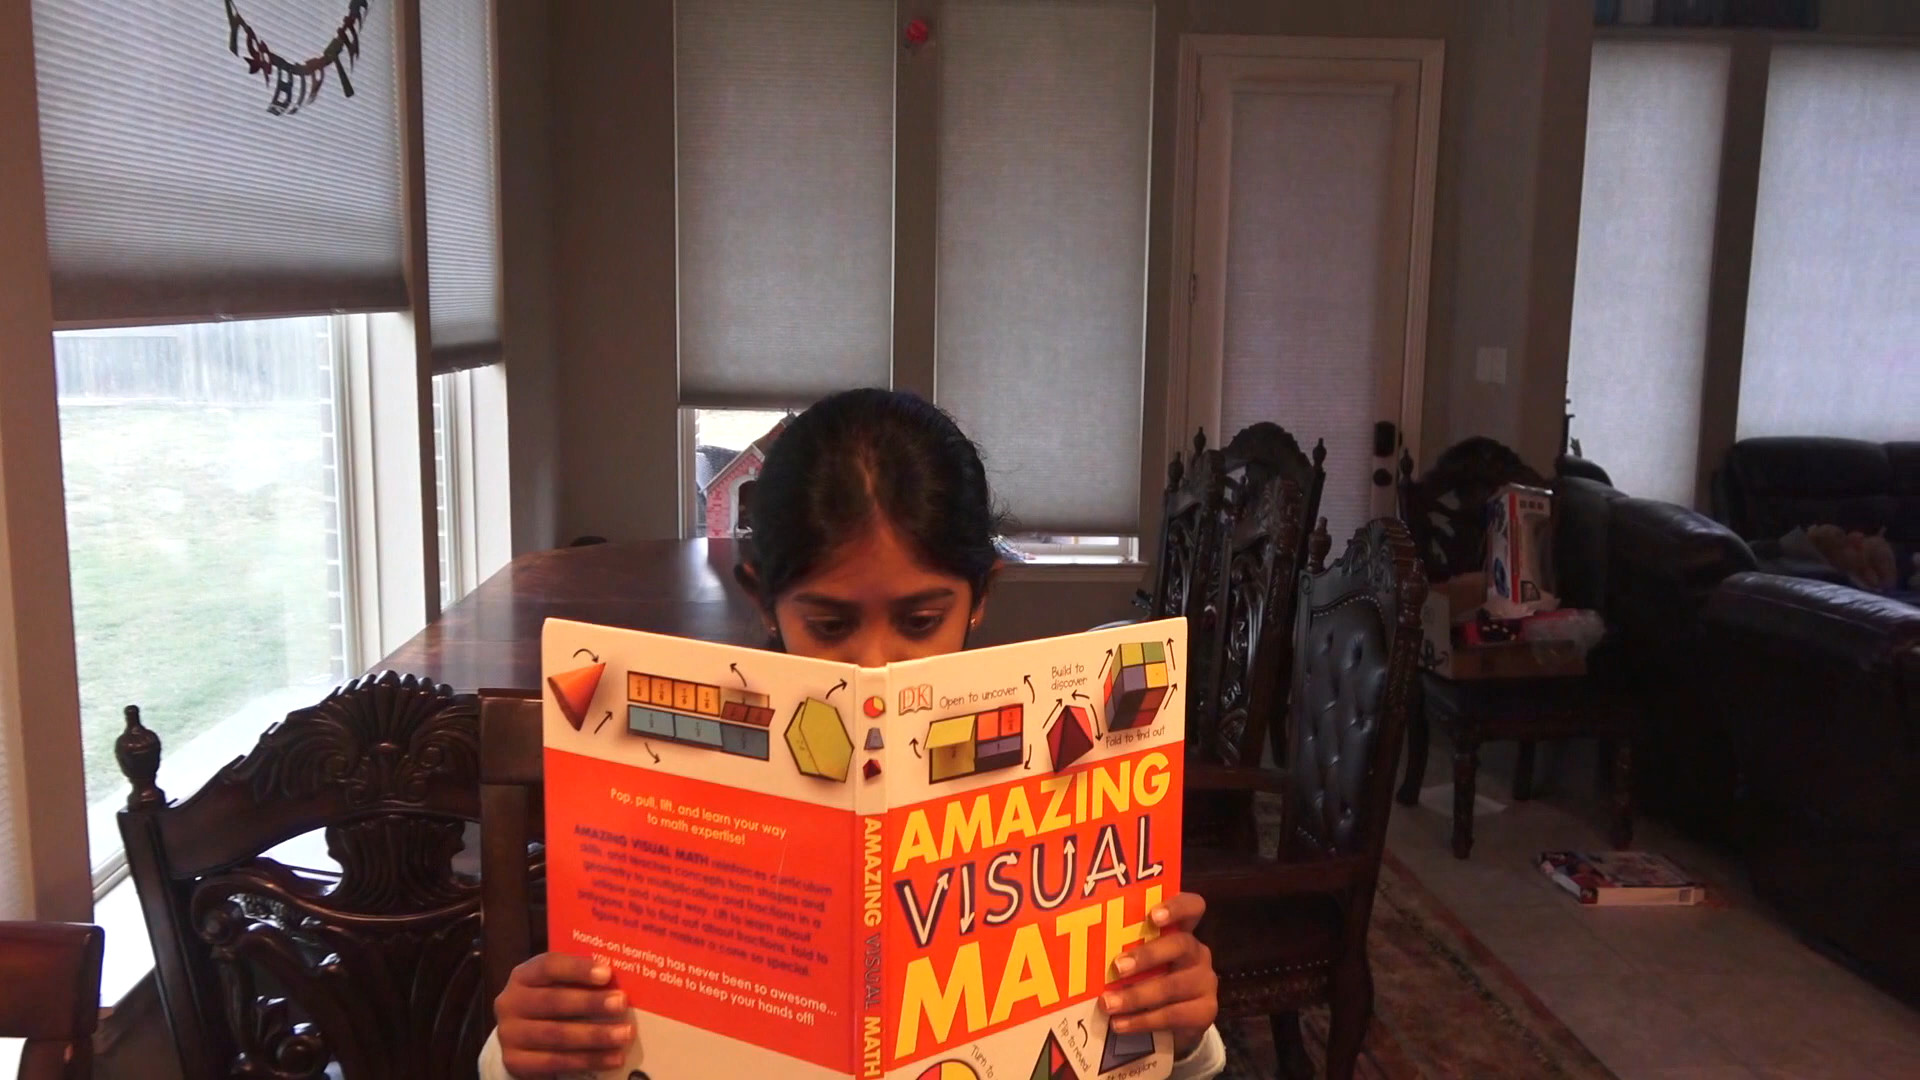 BIR
Pop, pull, lift, and learn your way
to math expertise!
AMAZING VISUAL MATH reinforces curriculum
skills, and teaches concepts from shapes and
geometry to multiplication and fractions in a
unique and visual way. Lift to learn about
polygons, flip to find out about fractions, fold to
figure out what makes a cone so special.
Hands-on learning has never been so awesome...
you won't be able to keep your hands off!
AMAZING VISUAL MATH
DK
Open to uncover
Build to
discover
Fold to find out
AMAZING
VISUAL
MATH
Turn to
Flip to reveal
to explore